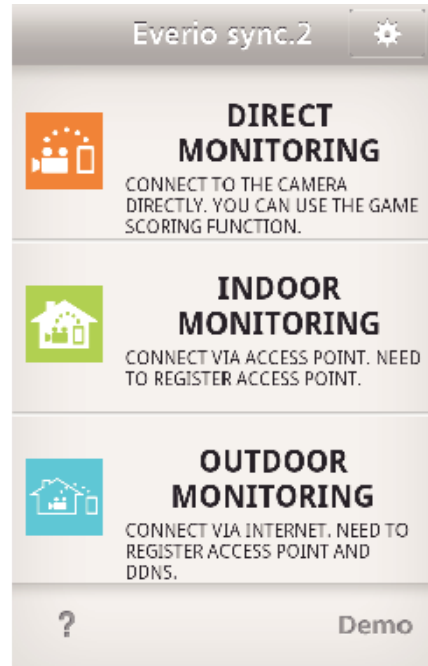 Everio sync.2
DIRECT
MONITORING
CONNECT TO THE CAMERA
DIRECTLY. YOU CAN USE THE GAME
SCORING FUNCTION.
INDOOR
MONITORING
CONNECT VIA ACCESS POINT. NEED
TO REGISTER ACCESS POINT.
OUTDOOR
MONITORING
CONNECT VIA INTERNET. NEED TO
REGISTER ACCESS POINT AND
DDNS.
? Demo